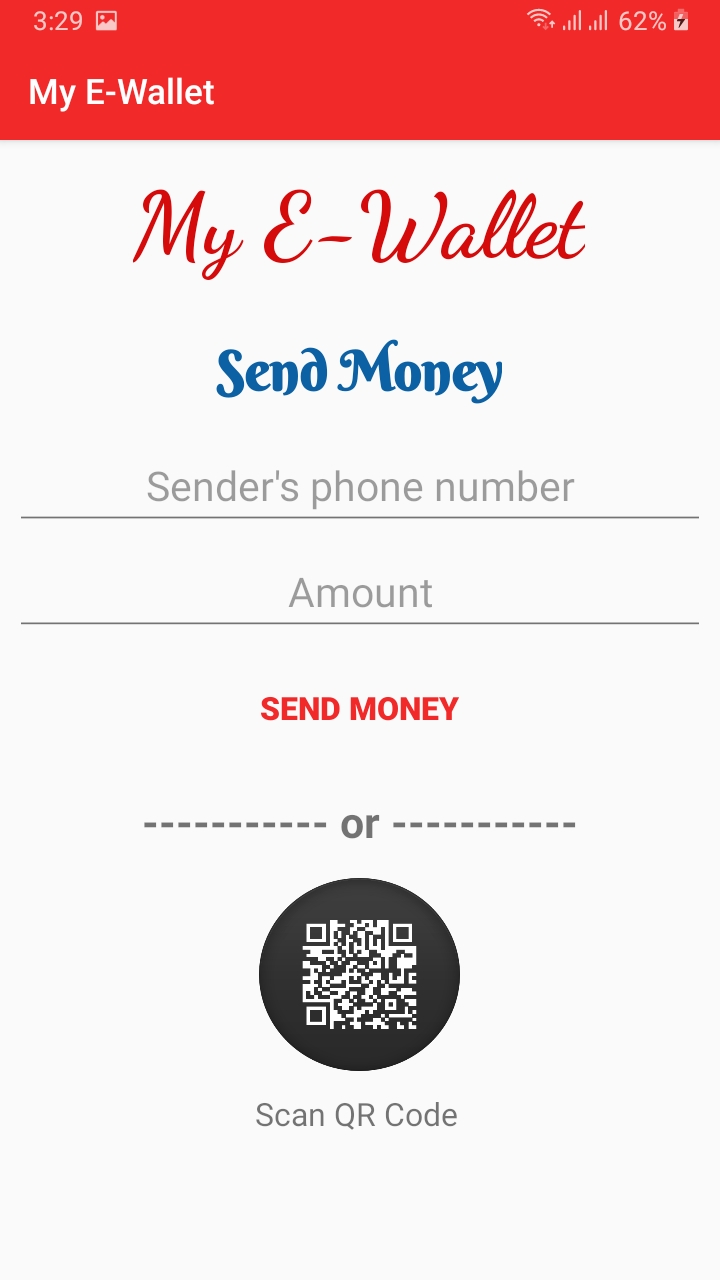 3:29 62%
My E-Wallet
My E-Wallet
Send Money
Sender's phone number
Amount
SEND MONEY
----------- or -----------
Scan QR Code